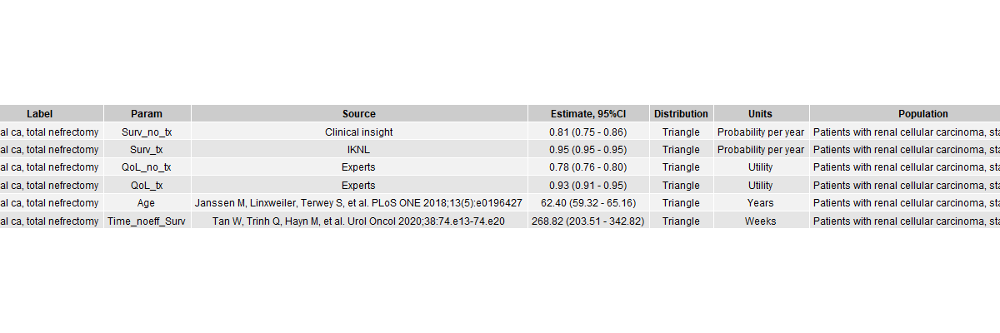 Label Param Source Estimate, 95%CI Distribution Units Population
al ca, total nefrectomy Surv_no_tx Clinical insight 0.81 (0.75 - 0.86) Triangle Probability per year Patients with renal cellular carcinoma, sta
al ca, total nefrectomy Surv_tx IKNL 0.95 (0.95 - 0.95) Triangle Probability per year Patients with renal cellular carcinoma, sta
al ca, total nefrectomy QoL_no_tx Experts 0.78 (0.76 - 0.80) Triangle Utility Patients with renal cellular carcinoma, sta
al ca, total nefrectomy QoL_tx Experts 0.93 (0.91 - 0.95) Triangle Utility Patients with renal cellular carcinoma, sta
al ca, total nefrectomy Age Janssen M, Linxweiler, Terwey S, et al. PLoS ONE 2018;13(5):e0196427 62.40 (59.32 - 65.16) Triangle Years Patients with renal cellular carcinoma, sta
al ca, total nefrectomy Time_noeff_Surv Tan W, Trinh Q, Hayn M, et al. Urol Oncol 2020;38:74.e13-74.e20 268.82 (203.51 - 342.82) Triangle Weeks Patients with renal cellular carcinoma, sta